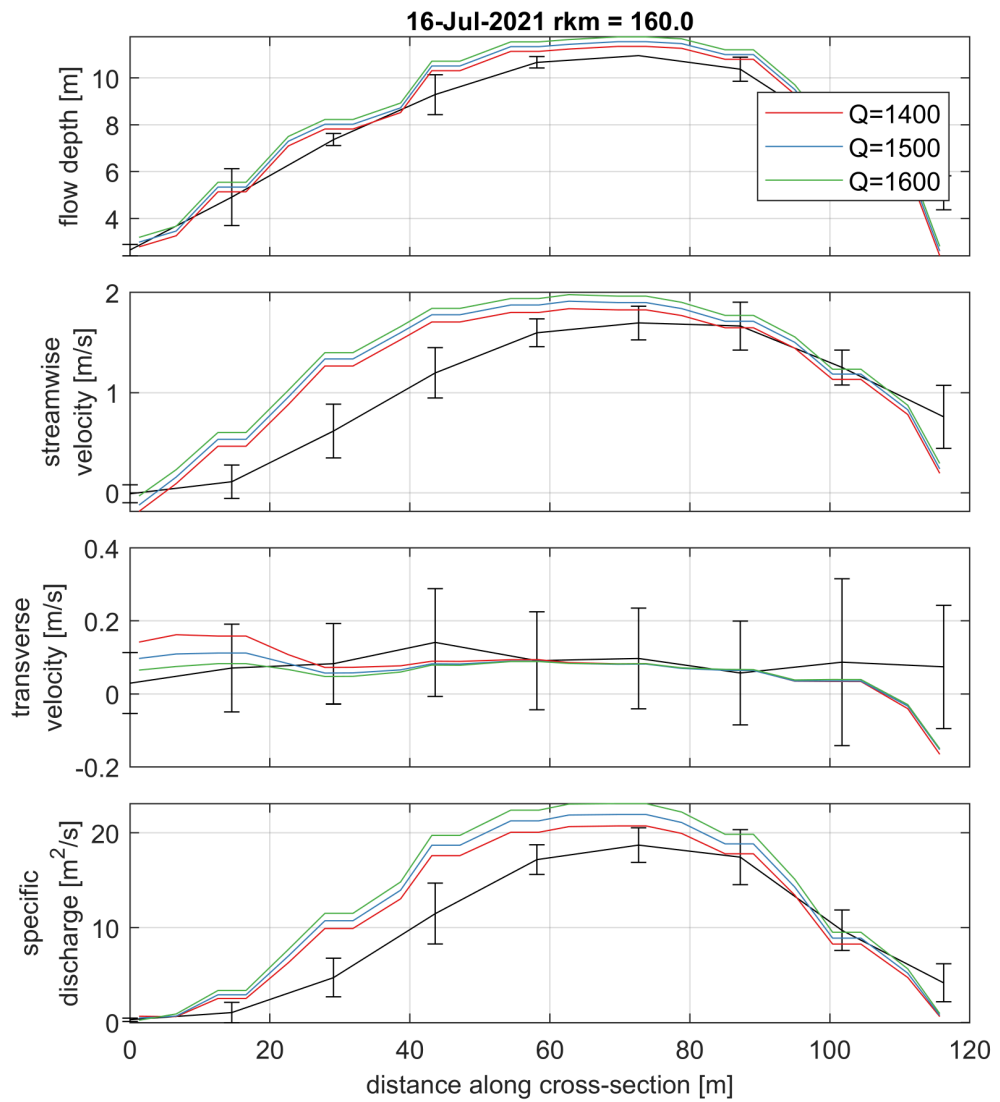 16-Jul-2021 rkm = 160.0
10
8
6
4
flow depth [m]
Q=1400
Q=1500
Q=1600
2
1
0
streamwise
velocity [m/s]
0.4
0.2
0
-0.2
transverse
velocity [m/s]
20
10
0
specific
discharge [m²/s]
0 20 40 60 80 100 120
distance along cross-section [m]